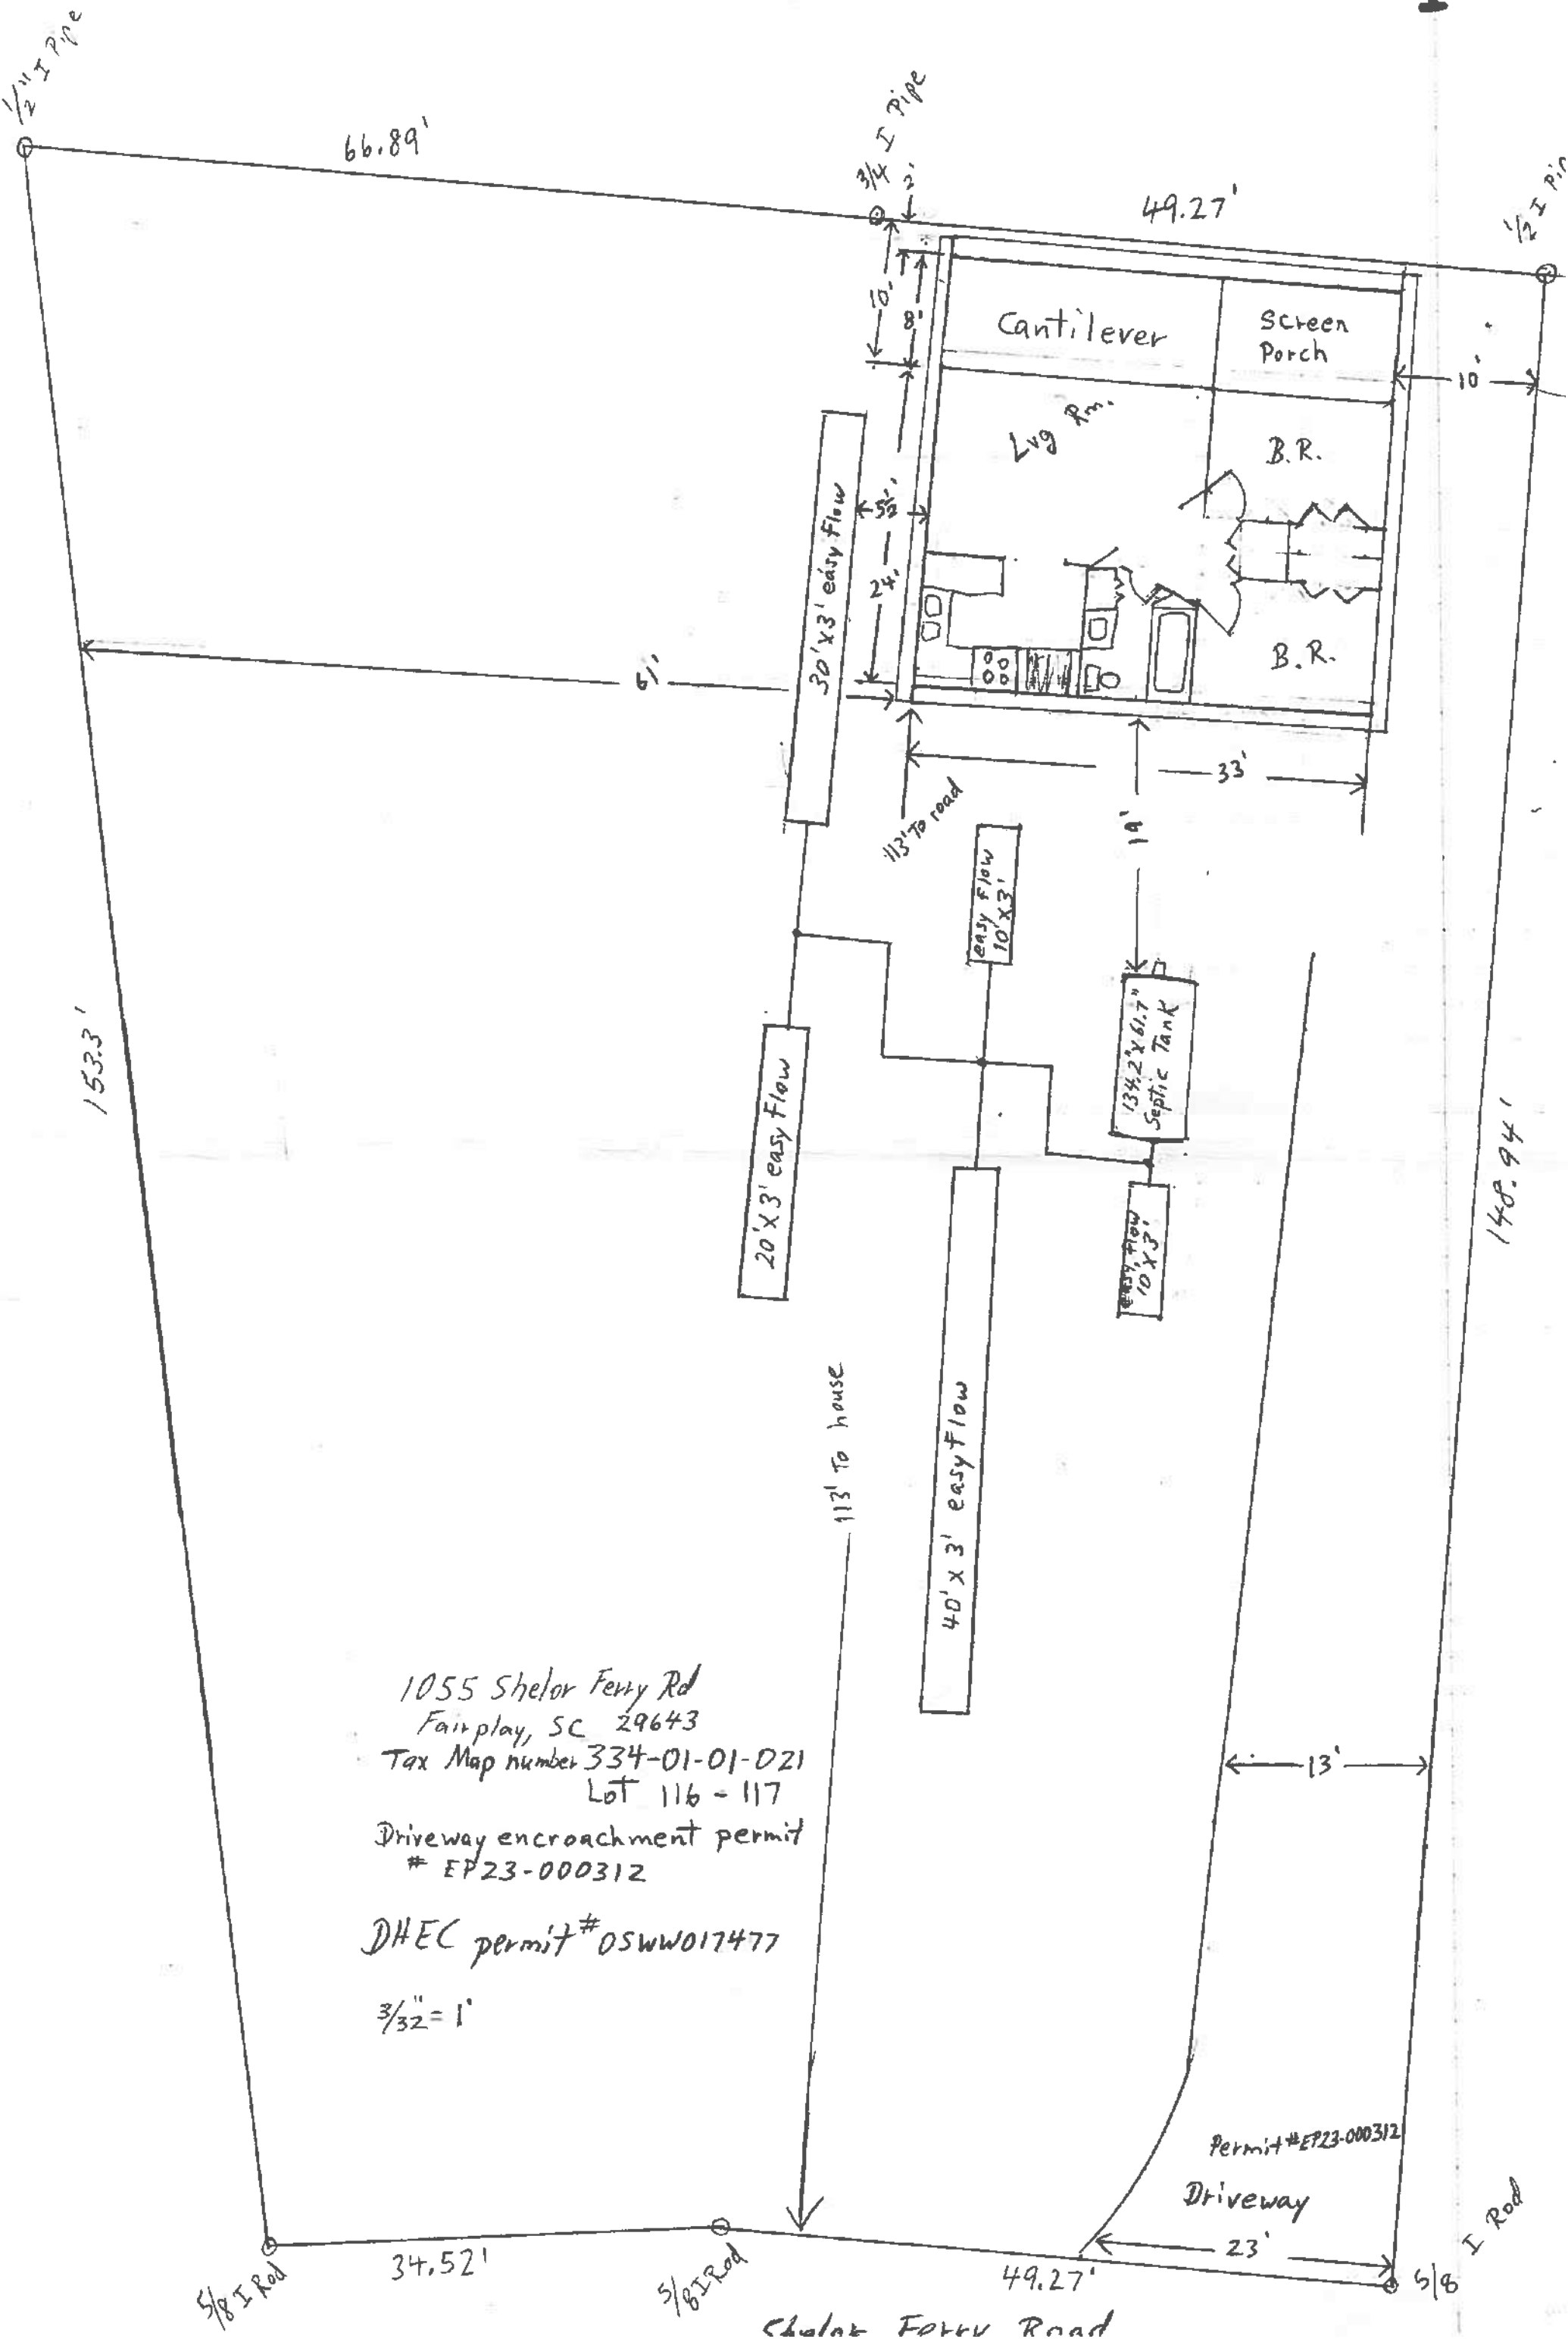 1/2" I Pipe
66.89'
3/4 I Pipe
2'
49.27'
1/2 I Pin
10'
8'
Cantilever
Screen
Porch
10'
Lvg Rm.
B.R.
30'x3' easy Flow
5½'
24'
B.R.
61'
33'
113' To road
19'
easy Flow
10'x3'
134.2"x61.7"
Septic Tank
153.3'
148.94'
20'x3' easy Flow
easy Flow
10'x3'
113' To house
40'x3' easy Flow
1055 Shelor Ferry Rd
Fairplay, SC 29643
Tax Map number 334-01-01-021
Lot 116-117
13'
Driveway encroachment permit
# EP23-000312
DHEC permit # OSWW017477
3/32" = 1'
Permit # EP23-000312
Driveway
23'
34.52'
49.27'
5/8 I Rod
5/8 I Rod
5/8 I Rod
Shelor Ferry Road